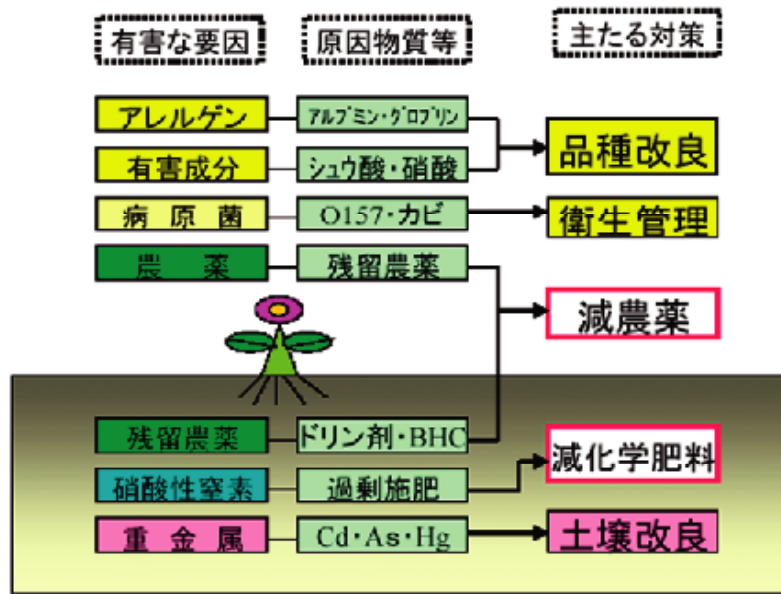 有害な要因 原因物質等 主たる対策
アレルゲン アルブミン・グロブリン
品種改良
有害成分 シュウ酸・硝酸
病原菌 O157・カビ 衛生管理
農薬 残留農薬
減農薬
残留農薬 ドリン剤・BHC
減化学肥料
硝酸性窒素 過剰施肥
重金属 Cd・As・Hg 土壌改良